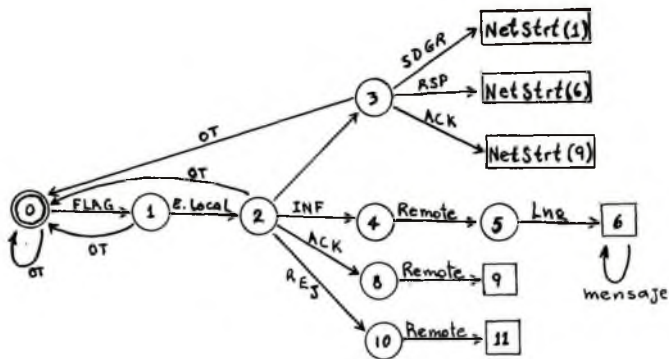 SDGR
NetStrt(1)
3
RSP
NetStrt(6)
ACK
NetStrt(9)
OT
OT
0
FLAG
1
E.Local
2
INF
4
Remote
5
Lng
6
OT
OT
ACK
8
Remote
9
mensaje
REJ
10
Remote
11